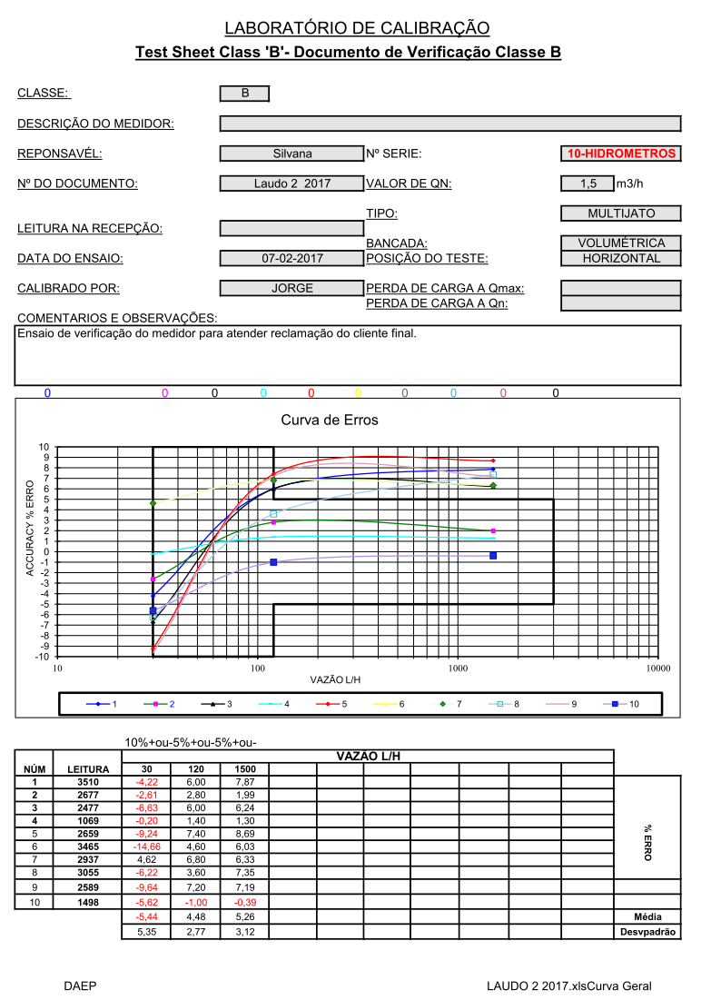 LABORATÓRIO DE CALIBRAÇÃO
Test Sheet Class 'B'- Documento de Verificação Classe B
CLASSE: B
DESCRIÇÃO DO MEDIDOR:
REPONSAVÉL: Silvana Nº SERIE: 10-HIDROMETROS
Nº DO DOCUMENTO: Laudo 2 2017 VALOR DE QN: 1,5 m3/h
TIPO: MULTIJATO
LEITURA NA RECEPÇÃO:
BANCADA: VOLUMÉTRICA
DATA DO ENSAIO: 07-02-2017 POSIÇÃO DO TESTE: HORIZONTAL
CALIBRADO POR: JORGE PERDA DE CARGA A Qmax:
PERDA DE CARGA A Qn:
COMENTARIOS E OBSERVAÇÕES:
Ensaio de verificação do medidor para atender reclamação do cliente final.
0 0 0 0 0 0 0 0 0 0
Curva de Erros
ACCURACY % ERRO
10
9
8
7
6
5
4
3
2
1
0
-1
-2
-3
-4
-5
-6
-7
-8
-9
-10
10 100 1000 10000
VAZÃO L/H
1 2 3 4 5 6 7 8 9 10
10%+ou-5%+ou-5%+ou-
VAZÃO L/H
NÚM LEITURA 30 120 1500
1 3510 -4,22 6,00 7,87
2 2677 -2,61 2,80 1,99
3 2477 -6,63 6,00 6,24
4 1069 -0,20 1,40 1,30
5 2659 -9,24 7,40 8,69
6 3465 -14,66 4,60 6,03
7 2937 4,62 6,80 6,33
8 3055 -6,22 3,60 7,35
9 2589 -9,64 7,20 7,19
10 1498 -5,62 -1,00 -0,39
% ERRO
-5,44 4,48 5,26 Média
5,35 2,77 3,12 Desvpadrão
DAEP LAUDO 2 2017.xlsCurva Geral